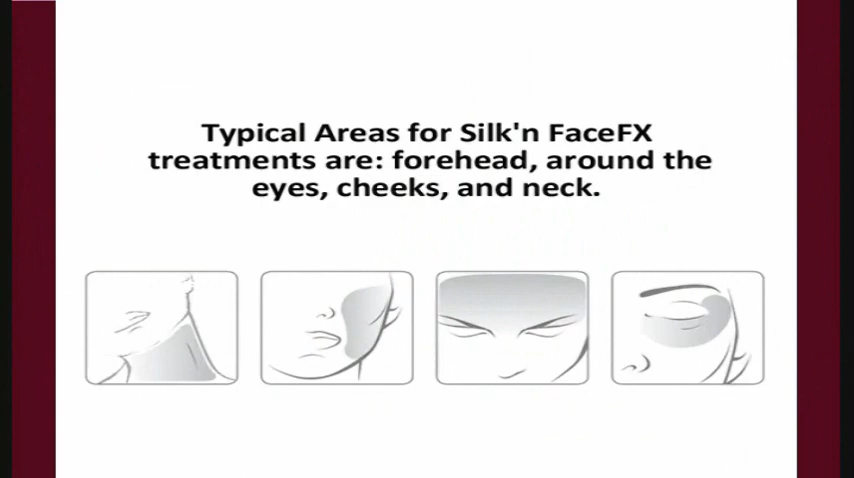 Typical Areas for Silk'n FaceFX
treatments are: forehead, around the
eyes, cheeks, and neck.